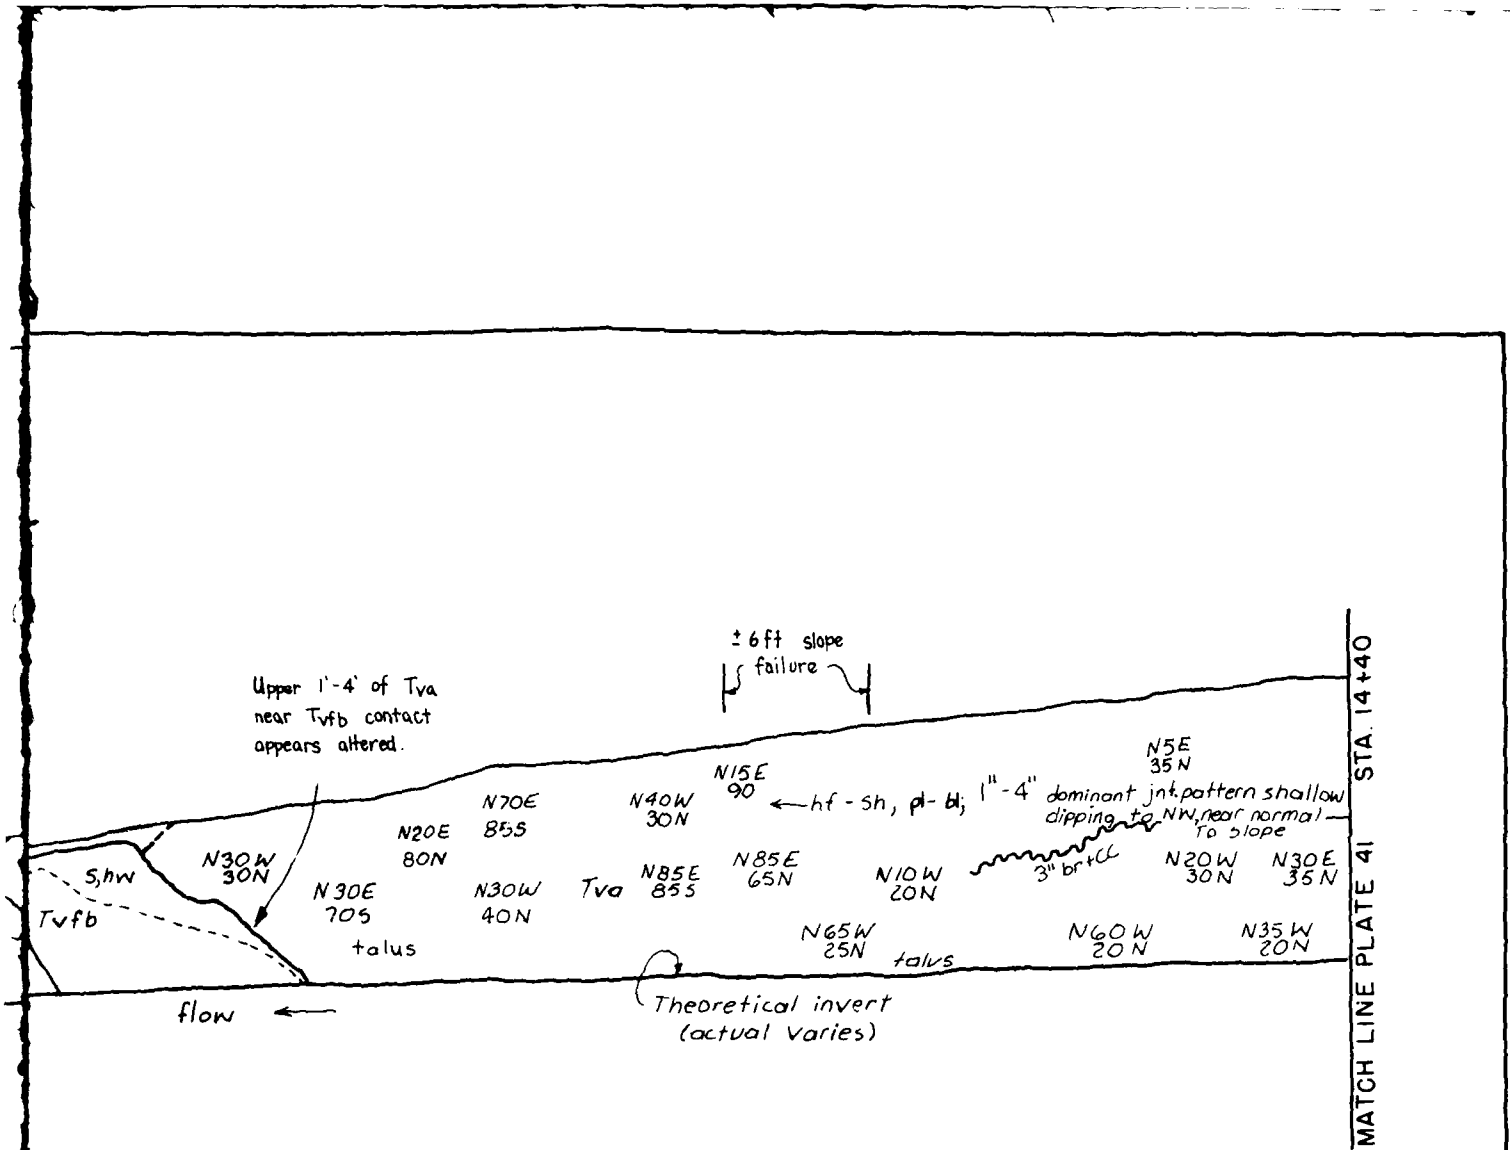 ± 6 ft slope
failure
Upper 1'-4' of Tva
near Tvfb contact
appears altered.
N5E
35N
N15E
90
N70E
85S
N40W
30N
hf - sh, pl - bl; 1"-4" dominant jnt. pattern shallow
dipping to NW, near normal
To slope
N20E
80N
N30W
30N
S, hw
Tvfb
N30E
70S
N30W
40N
Tva
N85E
85S
N85E
65N
N10W
20N
3" br + CC
N20W
30N
N30E
35N
talus
N65W
25N
talus
N60W
20N
N35W
20N
flow
Theoretical invert
(actual varies)
MATCH LINE PLATE 41 STA. 14+40